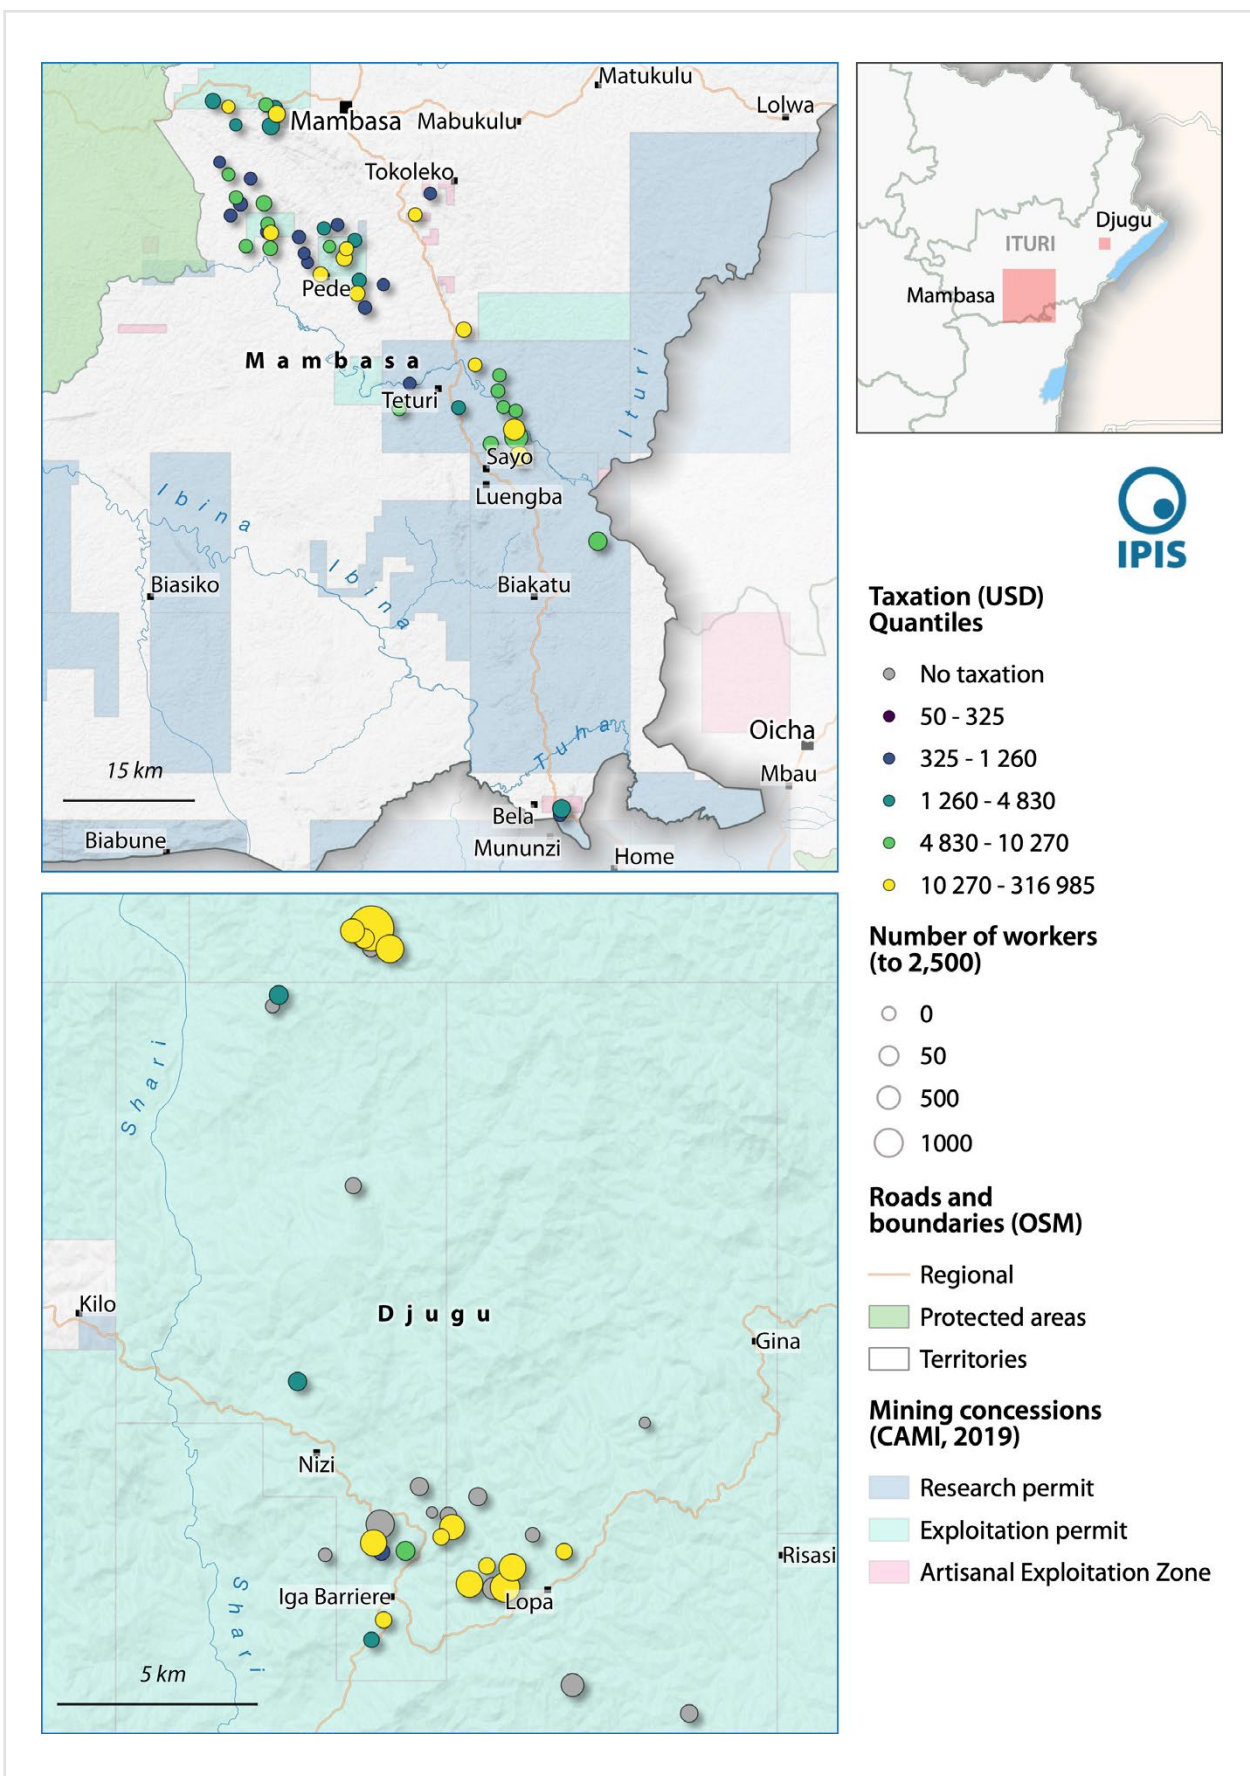 Matukulu
Lolwa
Mambasa
Mabukulu
Tokoleko
Pede
Mambasa
Teturi
Ituri
Sayo
Luengba
Ibina
Ibina
Biasiko
Biakatu
Oicha
Tuha
Mbau
15 km
Bela
Biabune
Mununzi
Home
Djugu
ITURI
Mambasa
IPIS
Taxation (USD)
Quantiles
No taxation
50 - 325
325 - 1 260
1 260 - 4 830
4 830 - 10 270
10 270 - 316 985
Number of workers
(to 2,500)
0
50
500
1000
Roads and
boundaries (OSM)
Regional
Protected areas
Territories
Mining concessions
(CAMI, 2019)
Research permit
Exploitation permit
Artisanal Exploitation Zone
Shari
Kilo
Djugu
Gina
Nizi
Risasi
Iga Barriere
Lopa
Shari
5 km